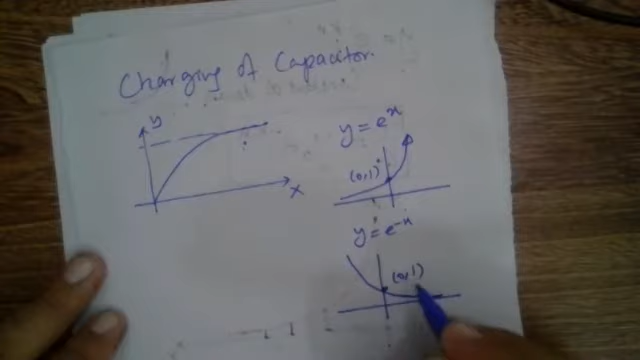 Charging of Capacitor.
y
x
y = e^x
(0,1)
y = e^-x
(0,1)